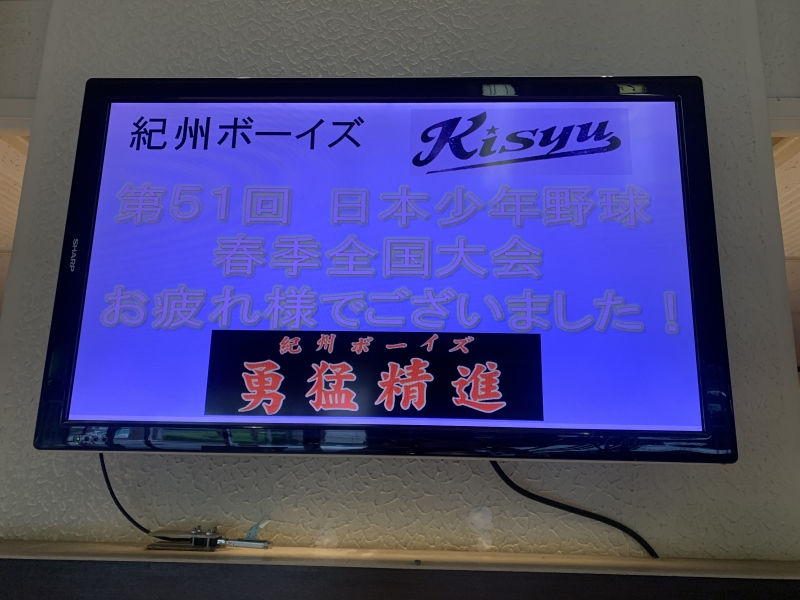 紀州ボーイズ
Kisyu
第51回 日本少年野球
春季全国大会
お疲れ様でございました！
紀州ボーイズ
勇猛精進
SHARP